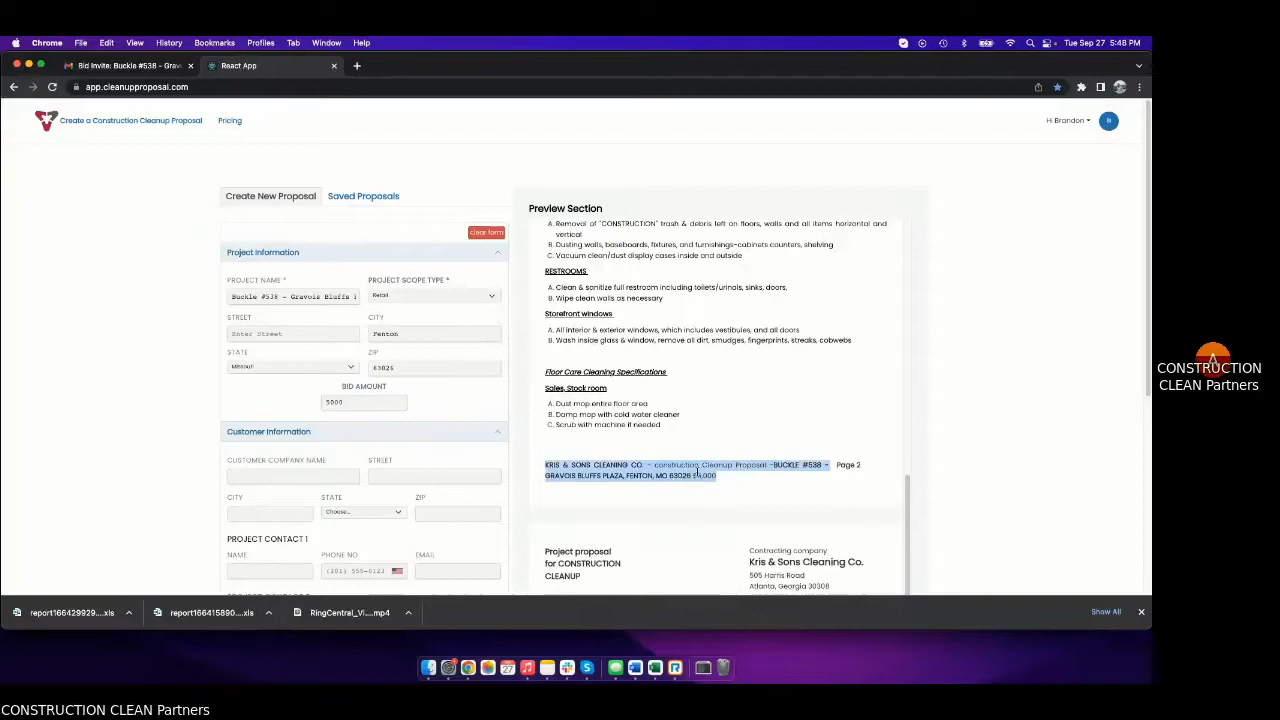 Chrome File Edit View History Bookmarks Profiles Tab Window Help Tue Sep 27 5:48 PM
Bid Invite: Buckle #538 - Grav React App
app.cleanupproposal.com
Create a Construction Cleanup Proposal Pricing Hi Brandon
Create New Proposal Saved Proposals
clear form
Project Information
PROJECT NAME * PROJECT SCOPE TYPE *
Buckle #538 - Gravois Bluffs Retail
STREET CITY
Enter Street Fenton
STATE ZIP
Missouri 63026
BID AMOUNT
5000
Customer Information
CUSTOMER COMPANY NAME STREET
CITY STATE ZIP
Choose...
PROJECT CONTACT 1
NAME PHONE NO EMAIL
(201) 555-0123
Preview Section
A. Removal of "CONSTRUCTION" trash & debris left on floors, walls and all items horizontal and
vertical
B. Dusting walls, baseboards, fixtures, and furnishings-cabinets counters, shelving
C. Vacuum clean/dust display cases inside and outside
RESTROOMS
A. Clean & sanitize full restroom including toilets/urinals, sinks, doors,
B. Wipe clean walls as necessary
Storefront windows
A. All interior & exterior windows, which includes vestibules, and all doors
B. Wash inside glass & window, remove all dirt, smudges, fingerprints, streaks, cobwebs
Floor Care Cleaning Specifications
Sales, Stock room
A. Dust mop entire floor area
B. Damp mop with cold water cleaner
C. Scrub with machine if needed
KRIS & SONS CLEANING CO. - construction Cleanup Proposal -BUCKLE #538 - Page 2
GRAVOIS BLUFFS PLAZA, FENTON, MO 63026 $5,000
Project proposal
for CONSTRUCTION
CLEANUP
Contracting company
Kris & Sons Cleaning Co.
505 Harris Road
Atlanta, Georgia 30308
report166429929....xls report166415890....xls RingCentral_Vi....mp4 Show All
27
CONSTRUCTION
CLEAN Partners
CONSTRUCTION CLEAN Partners